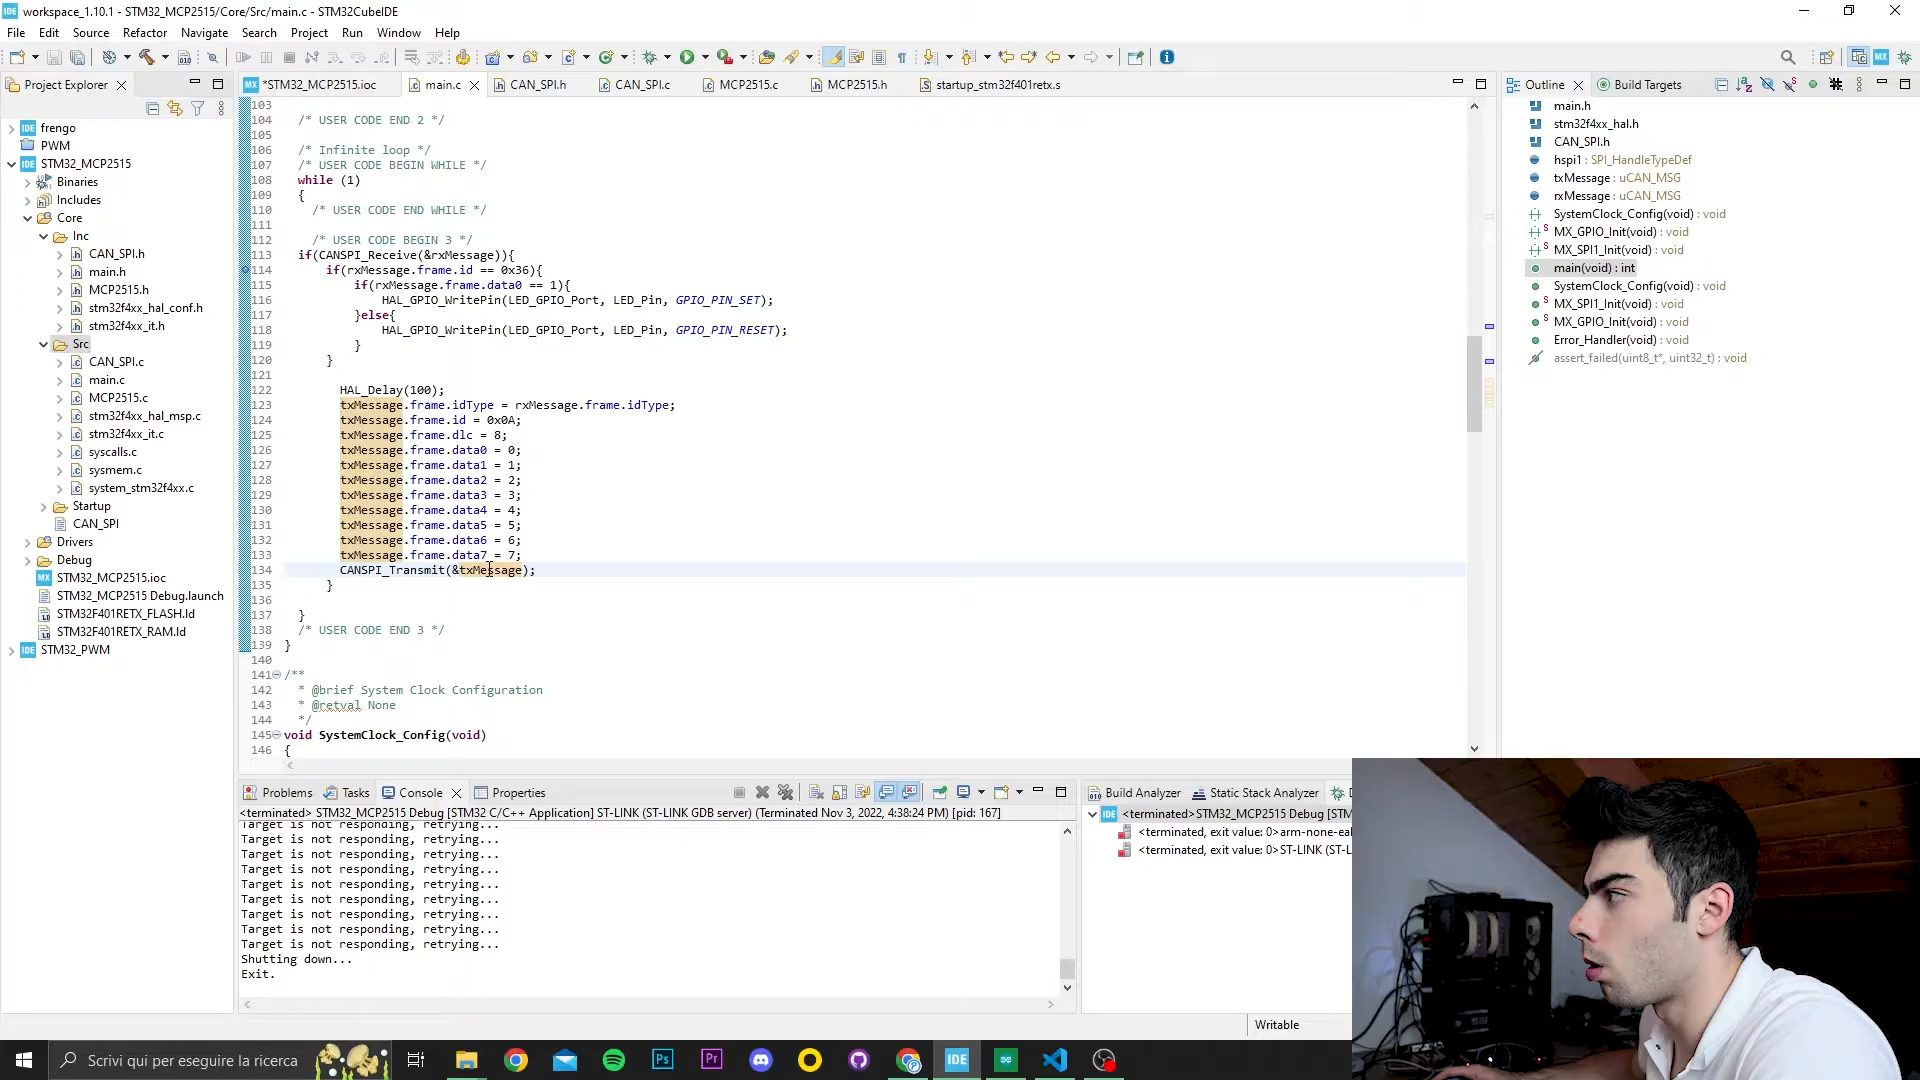 workspace_1.10.1 - STM32_MCP2515/Core/Src/main.c - STM32CubeIDE
File Edit Source Refactor Navigate Search Project Run Window Help
Project Explorer
frengo
PWM
STM32_MCP2515
Binaries
Includes
Core
Inc
CAN_SPI.h
main.h
MCP2515.h
stm32f4xx_hal_conf.h
stm32f4xx_it.h
Src
CAN_SPI.c
main.c
MCP2515.c
stm32f4xx_hal_msp.c
stm32f4xx_it.c
syscalls.c
sysmem.c
system_stm32f4xx.c
Startup
CAN_SPI
Drivers
Debug
STM32_MCP2515.ioc
STM32_MCP2515 Debug.launch
STM32F401RETX_FLASH.ld
STM32F401RETX_RAM.ld
STM32_PWM
*STM32_MCP2515.ioc main.c CAN_SPI.h CAN_SPI.c MCP2515.c MCP2515.h startup_stm32f401retx.s
103
104 /* USER CODE END 2 */
105
106 /* Infinite loop */
107 /* USER CODE BEGIN WHILE */
108 while (1)
109 {
110 /* USER CODE END WHILE */
111
112 /* USER CODE BEGIN 3 */
113 if(CANSPI_Receive(&rxMessage)){
114 if(rxMessage.frame.id == 0x36){
115 if(rxMessage.frame.data0 == 1){
116 HAL_GPIO_WritePin(LED_GPIO_Port, LED_Pin, GPIO_PIN_SET);
117 }else{
118 HAL_GPIO_WritePin(LED_GPIO_Port, LED_Pin, GPIO_PIN_RESET);
119 }
120 }
121
122 HAL_Delay(100);
123 txMessage.frame.idType = rxMessage.frame.idType;
124 txMessage.frame.id = 0x0A;
125 txMessage.frame.dlc = 8;
126 txMessage.frame.data0 = 0;
127 txMessage.frame.data1 = 1;
128 txMessage.frame.data2 = 2;
129 txMessage.frame.data3 = 3;
130 txMessage.frame.data4 = 4;
131 txMessage.frame.data5 = 5;
132 txMessage.frame.data6 = 6;
133 txMessage.frame.data7 = 7;
134 CANSPI_Transmit(&txMessage);
135 }
136
137 }
138 /* USER CODE END 3 */
139 }
140
141 /**
142 * @brief System Clock Configuration
143 * @retval None
144 */
145 void SystemClock_Config(void)
146 {
Outline Build Targets
main.h
stm32f4xx_hal.h
CAN_SPI.h
hspi1 : SPI_HandleTypeDef
txMessage : uCAN_MSG
rxMessage : uCAN_MSG
SystemClock_Config(void) : void
MX_GPIO_Init(void) : void
MX_SPI1_Init(void) : void
main(void) : int
SystemClock_Config(void) : void
MX_SPI1_Init(void) : void
MX_GPIO_Init(void) : void
Error_Handler(void) : void
assert_failed(uint8_t*, uint32_t) : void
Problems Tasks Console Properties
<terminated> STM32_MCP2515 Debug [STM32 C/C++ Application] ST-LINK (ST-LINK GDB server) (Terminated Nov 3, 2022, 4:38:24 PM) [pid: 167]
Target is not responding, retrying...
Target is not responding, retrying...
Target is not responding, retrying...
Target is not responding, retrying...
Target is not responding, retrying...
Target is not responding, retrying...
Target is not responding, retrying...
Target is not responding, retrying...
Target is not responding, retrying...
Shutting down...
Exit.
Build Analyzer Static Stack Analyzer
<terminated>STM32_MCP2515 Debug [STM
<terminated, exit value: 0>arm-none-eal
<terminated, exit value: 0>ST-LINK (ST-L
Writable
Scrivi qui per eseguire la ricerca
Ps
Pr
IDE